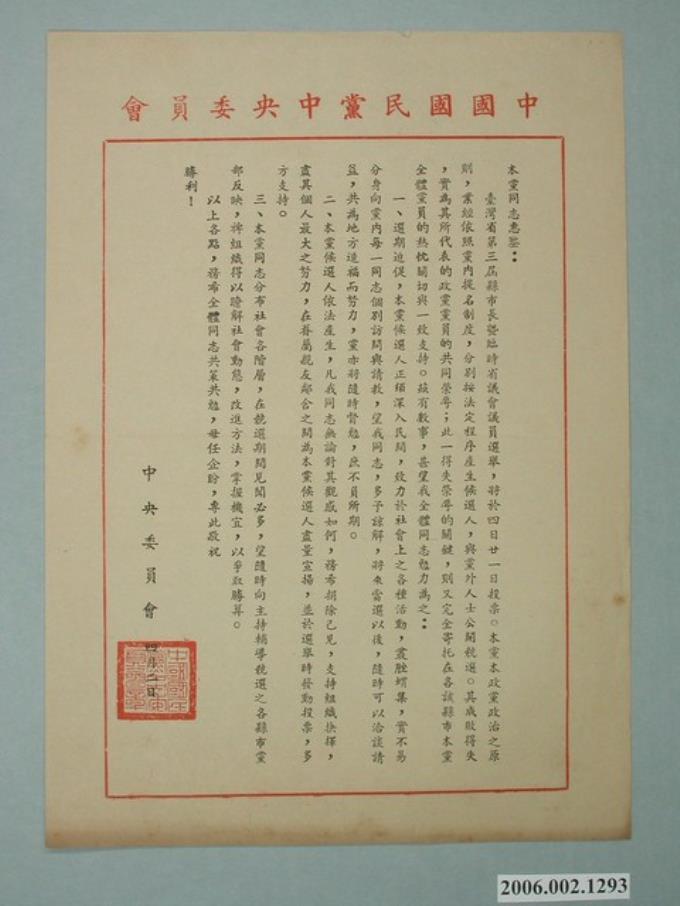 中國國民黨中央委員會
本黨同志惠鑒：
臺灣省第三屆縣市長暨臨時省議會議員選舉，將於四月廿一日投票。本黨本政黨政治之原
則，業經依照黨內提名制度，分別按法定程序產生候選人，與黨外人士公開競選。其成敗得失
，實為其所代表的政黨黨員的共同榮辱；此一得失榮辱的關鍵，則又完全寄托在各該縣市本黨
全體黨員的熱忱關切與一致支持。茲有數事，甚望我全體同志勉力為之：
一、選期迫促，本黨候選人正須深入民間，致力於社會上之各種活動，叢脞蝟集，實不易
分身向黨內每一同志個別訪問與請教，望我同志，多予諒解，將來當選以後，隨時可以洽談請
益，共為地方造福而努力，黨亦將隨時督勉，庶不負所期。
二、本黨候選人依法產生，凡我同志無論對其觀感如何，務希捐除己見，支持組織抉擇，
盡其個人最大之努力，在眷屬親友鄰舍之間為本黨候選人盡量宣揚，並於選舉時發動投票，多
方支持。
三、本黨同志分布社會各階層，在競選期間見聞必多，望隨時向主持輔導競選之各縣市黨
部反映，俾組織得以瞭解社會動態，改進方法，掌握機宜，以爭取勝算。
以上各點，務希全體同志共策共勉，毋任企盼，專此敬祝
勝利！
中央委員會 四月二日
2006.002.1293